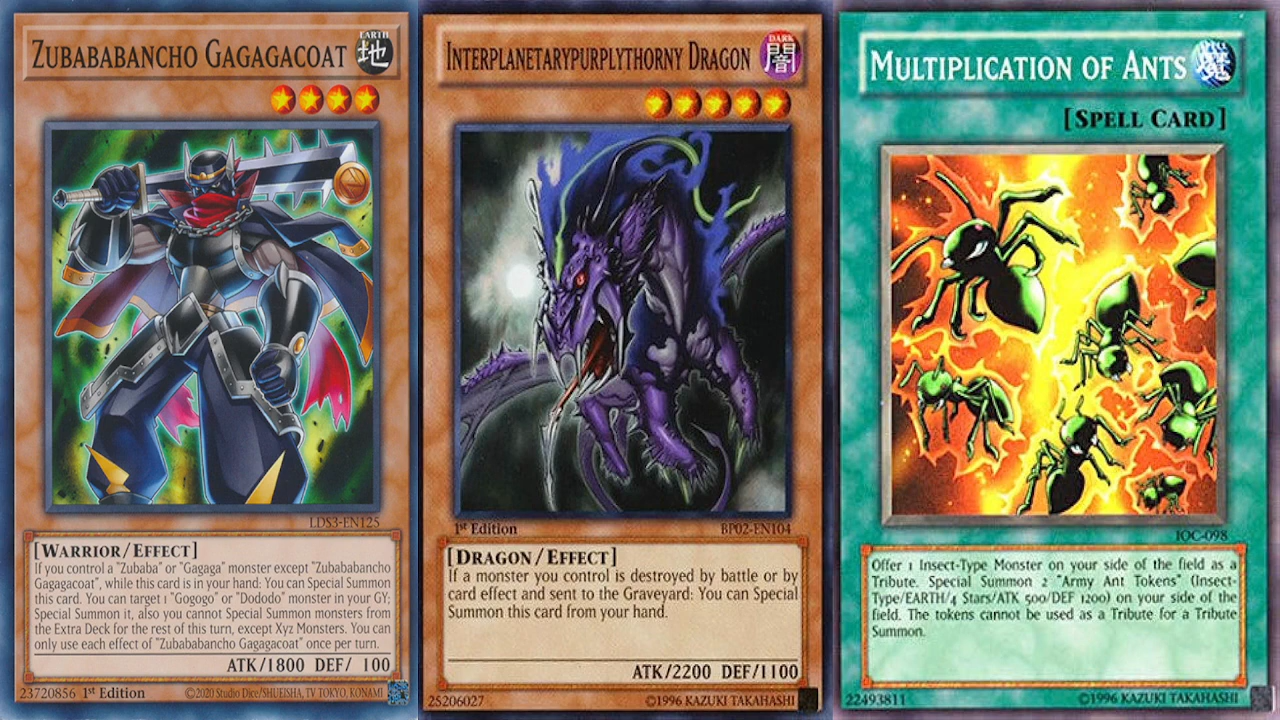 ZUBABABANCHO GAGAGACOAT
EARTH
地
[WARRIOR/EFFECT]
LDS3-EN125
If you control a "Zubaba" or "Gagaga" monster except "Zubababancho
Gagagacoat", while this card is in your hand: You can Special Summon
this card. You can target 1 "Gogogo" or "Dododo" monster in your GY;
Special Summon it, also you cannot Special Summon monsters from
the Extra Deck for the rest of this turn, except Xyz Monsters. You can
only use each effect of "Zubababancho Gagagacoat" once per turn.
ATK/1800 DEF/ 100
23720856 1st Edition ©2020 Studio Dice/SHUEISHA, TV TOKYO, KONAMI
INTERPLANETARYPURPLYTHORNY DRAGON
DARK
闇
1st Edition BP02-EN104
[DRAGON/EFFECT]
If a monster you control is destroyed by battle or by
card effect and sent to the Graveyard: You can Special
Summon this card from your hand.
ATK/2200 DEF/1100
25206027 ©1996 KAZUKI TAKAHASHI
MULTIPLICATION OF ANTS
魔
[SPELL CARD]
IOC-098
Offer 1 Insect-Type Monster on your side of the field as a
Tribute. Special Summon 2 "Army Ant Tokens" (Insect-
Type/EARTH/4 Stars/ATK 500/DEF 1200) on your side of the
field. The tokens cannot be used as a Tribute for a Tribute
Summon.
22493811 ©1996 KAZUKI TAKAHASHI